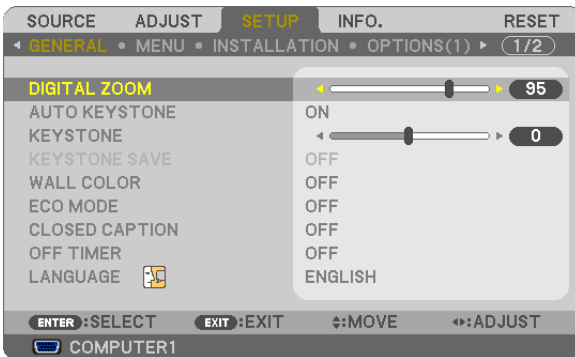 SOURCE ADJUST SETUP INFO. RESET
GENERAL • MENU • INSTALLATION • OPTIONS(1) 1/2
DIGITAL ZOOM 95
AUTO KEYSTONE ON
KEYSTONE 0
KEYSTONE SAVE OFF
WALL COLOR OFF
ECO MODE OFF
CLOSED CAPTION OFF
OFF TIMER OFF
LANGUAGE ENGLISH
ENTER :SELECT EXIT :EXIT :MOVE :ADJUST
COMPUTER1